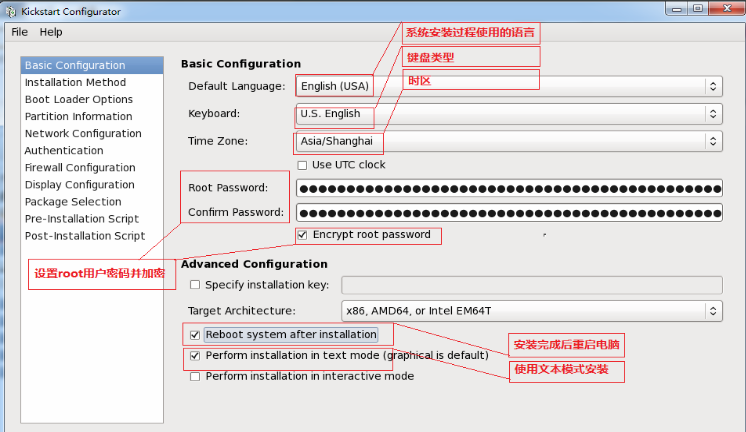 Kickstart Configurator
File Help
系统安装过程使用的语言
Basic Configuration
Installation Method
Boot Loader Options
Partition Information
Network Configuration
Authentication
Firewall Configuration
Display Configuration
Package Selection
Pre-Installation Script
Post-Installation Script
Basic Configuration
键盘类型
时区
Default Language: English (USA)
Keyboard: U.S. English
Time Zone: Asia/Shanghai
Use UTC clock
Root Password:
Confirm Password:
Encrypt root password
设置root用户密码并加密
Advanced Configuration
Specify installation key:
Target Architecture: x86, AMD64, or Intel EM64T
Reboot system after installation
安装完成后重启电脑
Perform installation in text mode (graphical is default)
使用文本模式安装
Perform installation in interactive mode